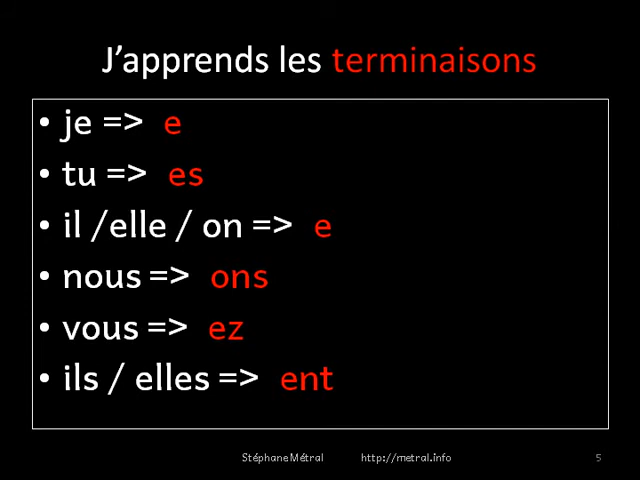 J’apprends les terminaisons
• je => e
• tu => es
• il /elle / on => e
• nous => ons
• vous => ez
• ils / elles => ent
Stéphane Métral http://metral.info 5